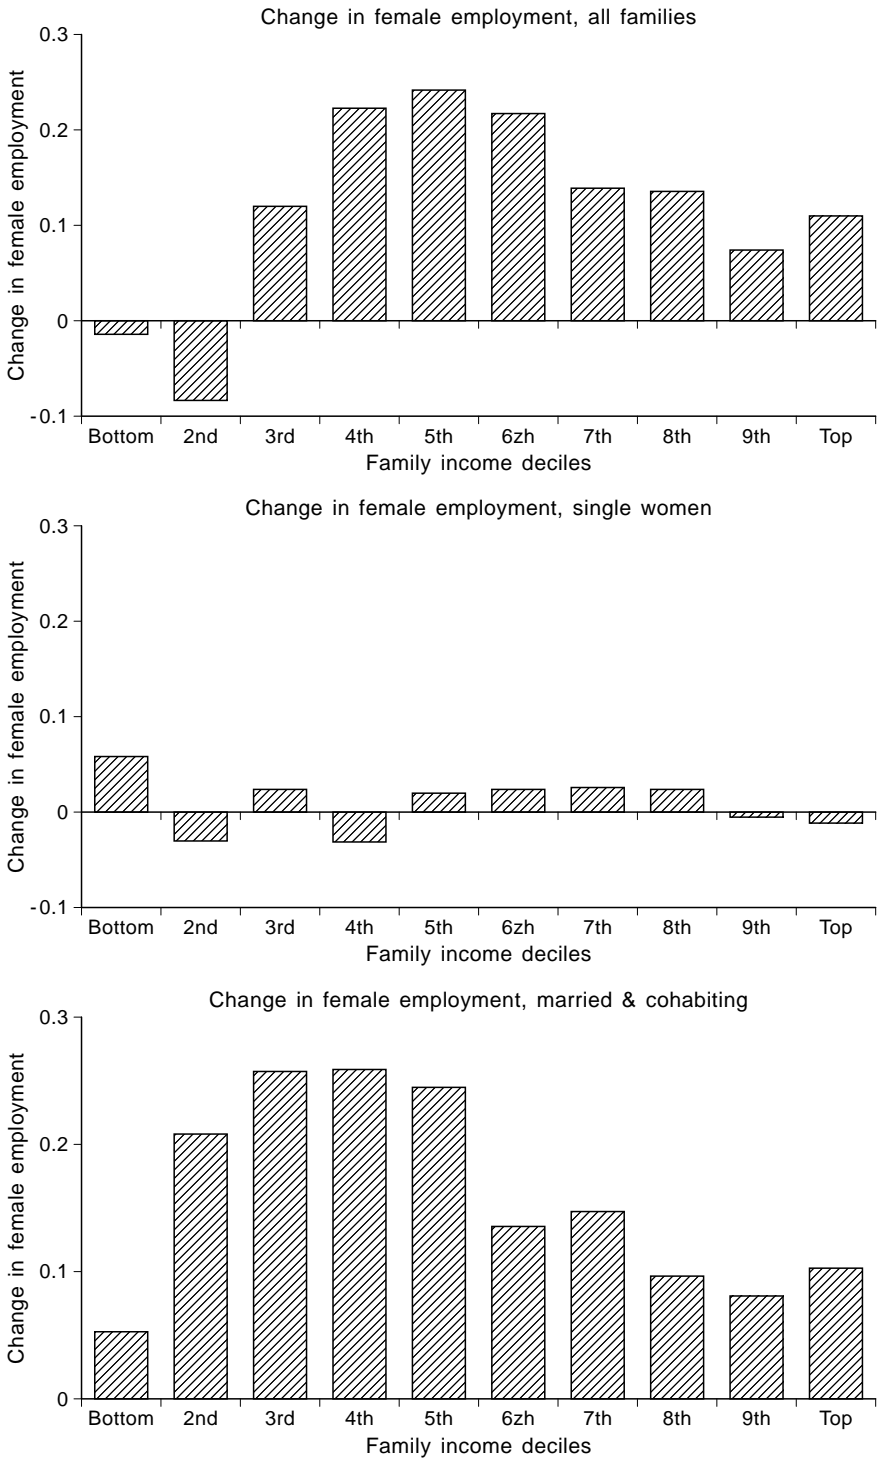 Change in female employment, all families
Change in female employment
0.3
0.2
0.1
0
-0.1
Bottom 2nd 3rd 4th 5th 6zh 7th 8th 9th Top
Family income deciles
Change in female employment, single women
Change in female employment
0.3
0.2
0.1
0
-0.1
Bottom 2nd 3rd 4th 5th 6zh 7th 8th 9th Top
Family income deciles
Change in female employment, married & cohabiting
Change in female employment
0.3
0.2
0.1
0
Bottom 2nd 3rd 4th 5th 6zh 7th 8th 9th Top
Family income deciles